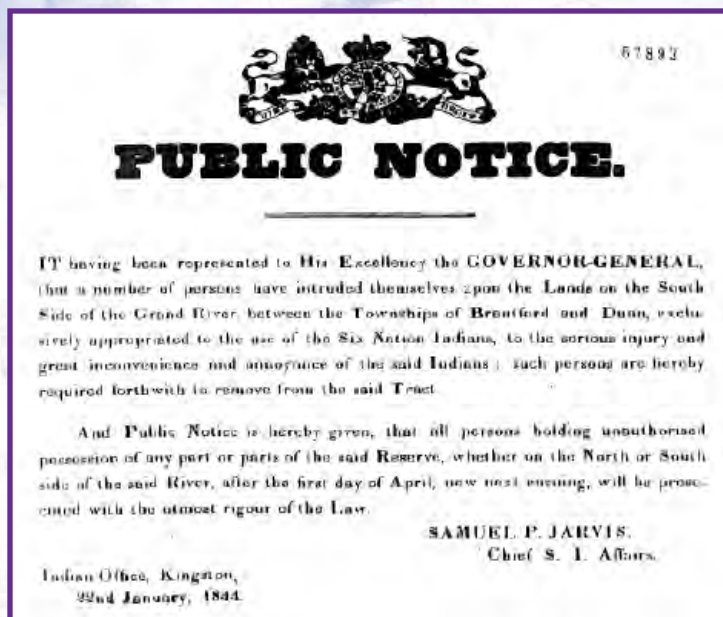 67893
PUBLIC NOTICE.
IT having been represented to His Excellency the GOVERNOR-GENERAL,
that a number of persons have intruded themselves upon the Lands on the South
Side of the Grand River, between the Townships of Brantford and Dunn, exclu-
sively appropriated to the use of the Six Nation Indians, to the serious injury and
great inconvenience and annoyance of the said Indians; such persons are hereby
required forthwith to remove from the said Tract
And Public Notice is hereby given, that all persons holding unauthorised
possession of any part or parts of the said Reserve, whether on the North or South
side of the said River, after the first day of April, now next ensuing, will be prose-
cuted with the utmost rigour of the Law.
SAMUEL P. JARVIS.
Chief S. I. Affairs.
Indian Office, Kingston,
22nd January, 1844.